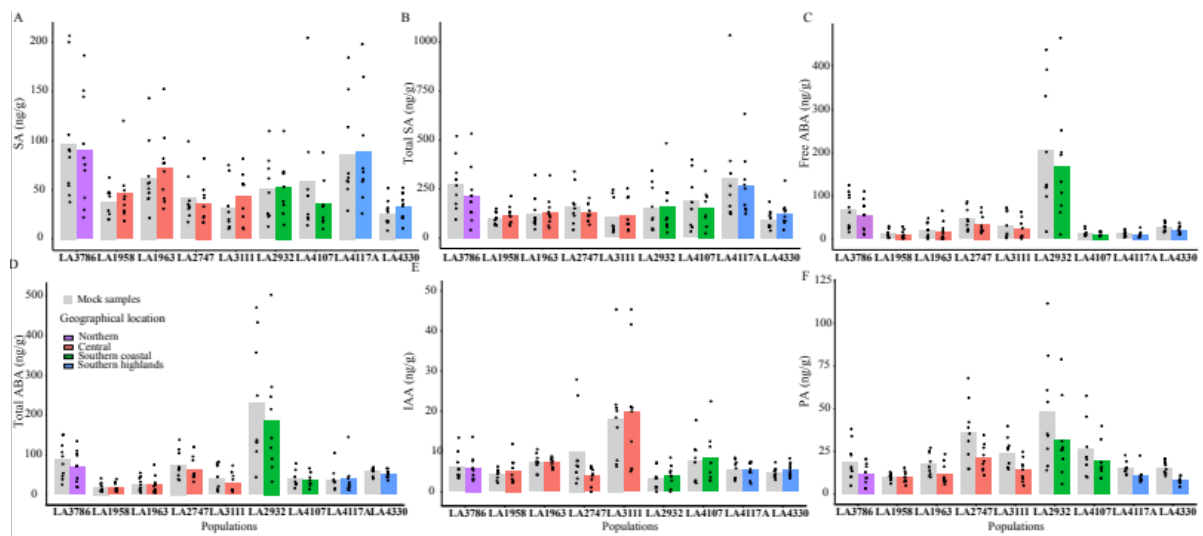 A
SA (ng/g)
200
150
100
50
0
LA3786 LA1958 LA1963 LA2747 LA3111 LA2932 LA4107 LA4117A LA4330
B
Total SA (ng/g)
1000
500
250
0
LA3786 LA1958 LA1963 LA2747 LA3111 LA2932 LA4107 LA4117A LA4330
C
Free ABA (ng/g)
400
300
200
100
0
LA3786 LA1958 LA1963 LA2747 LA3111 LA2932 LA4107 LA4117A LA4330
D
Total ABA (ng/g)
500
400
300
200
100
0
Mock samples
Geographical location
Northern
Central
Southern coastal
Southern highlands
LA3786 LA1958 LA1963 LA2747 LA3111 LA2932 LA4107 LA4117A LA4330
Populations
E
IAA (ng/g)
50
40
30
20
10
0
LA3786 LA1958 LA1963 LA2747 LA3111 LA2932 LA4107 LA4117A LA4330
Populations
F
PA (ng/g)
125
100
75
50
25
0
LA3786 LA1958 LA1963 LA2747 LA3111 LA2932 LA4107 LA4117A LA4330
Populations